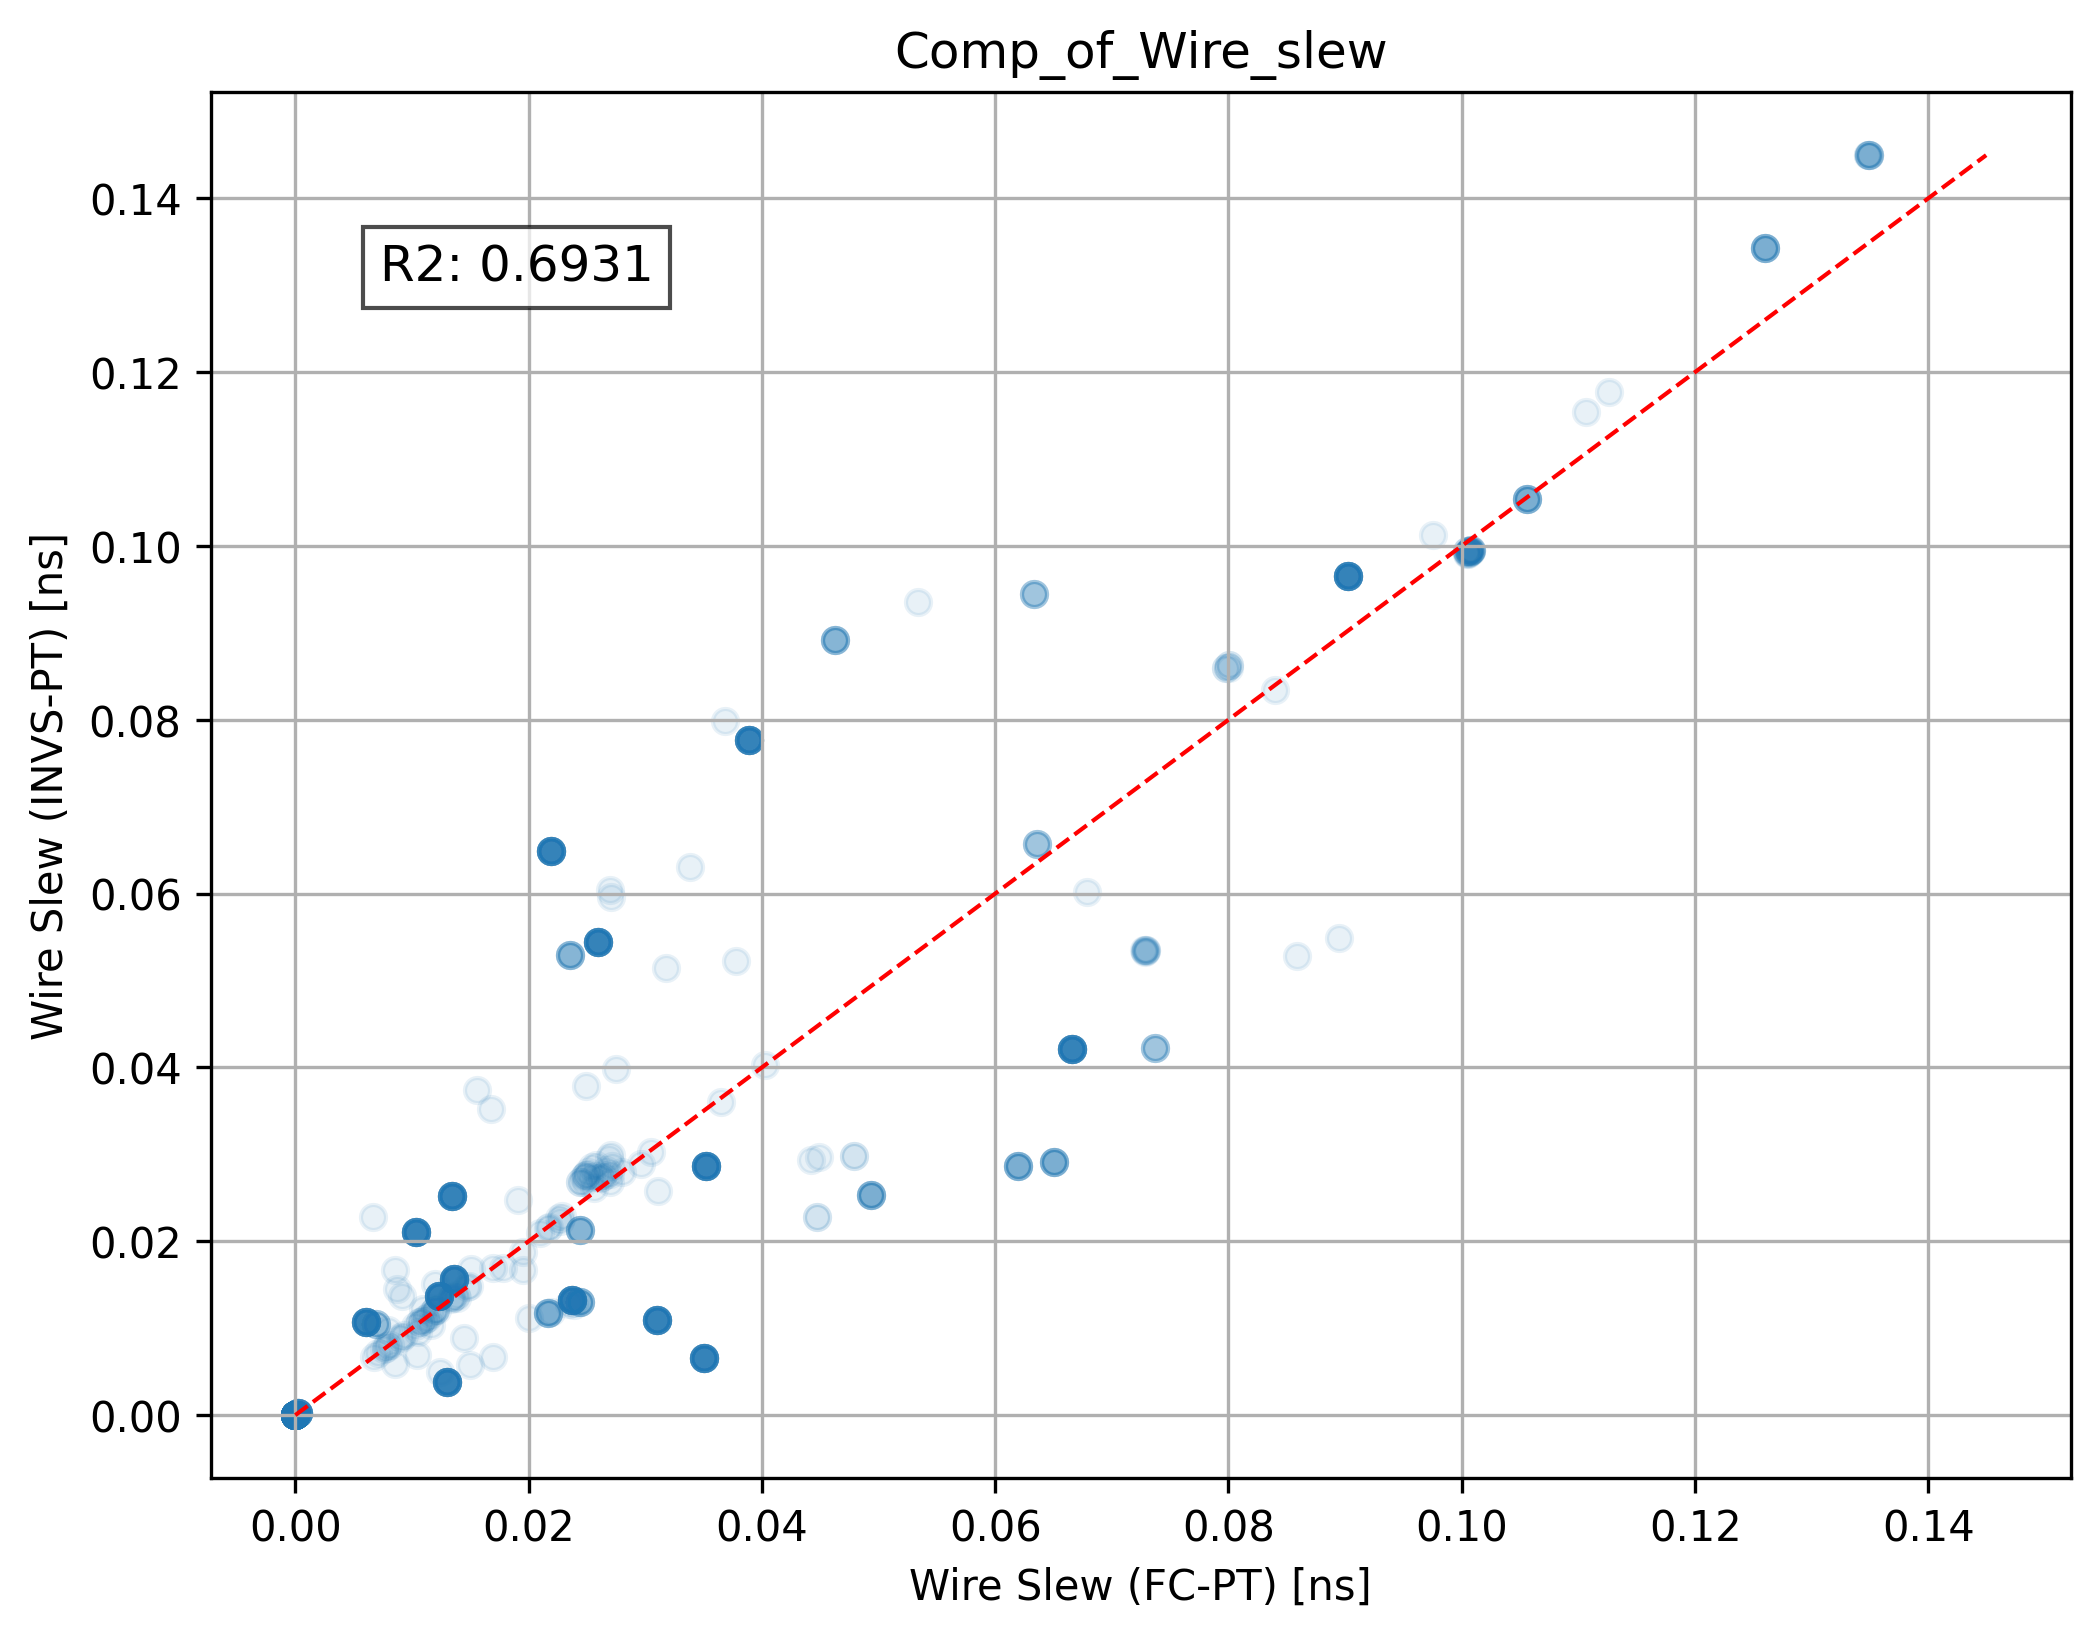 Comp_of_Wire_slew
R2: 0.6931
Wire Slew (INVS-PT) [ns]
0.14
0.12
0.10
0.08
0.06
0.04
0.02
0.00
0.00 0.02 0.04 0.06 0.08 0.10 0.12 0.14
Wire Slew (FC-PT) [ns]